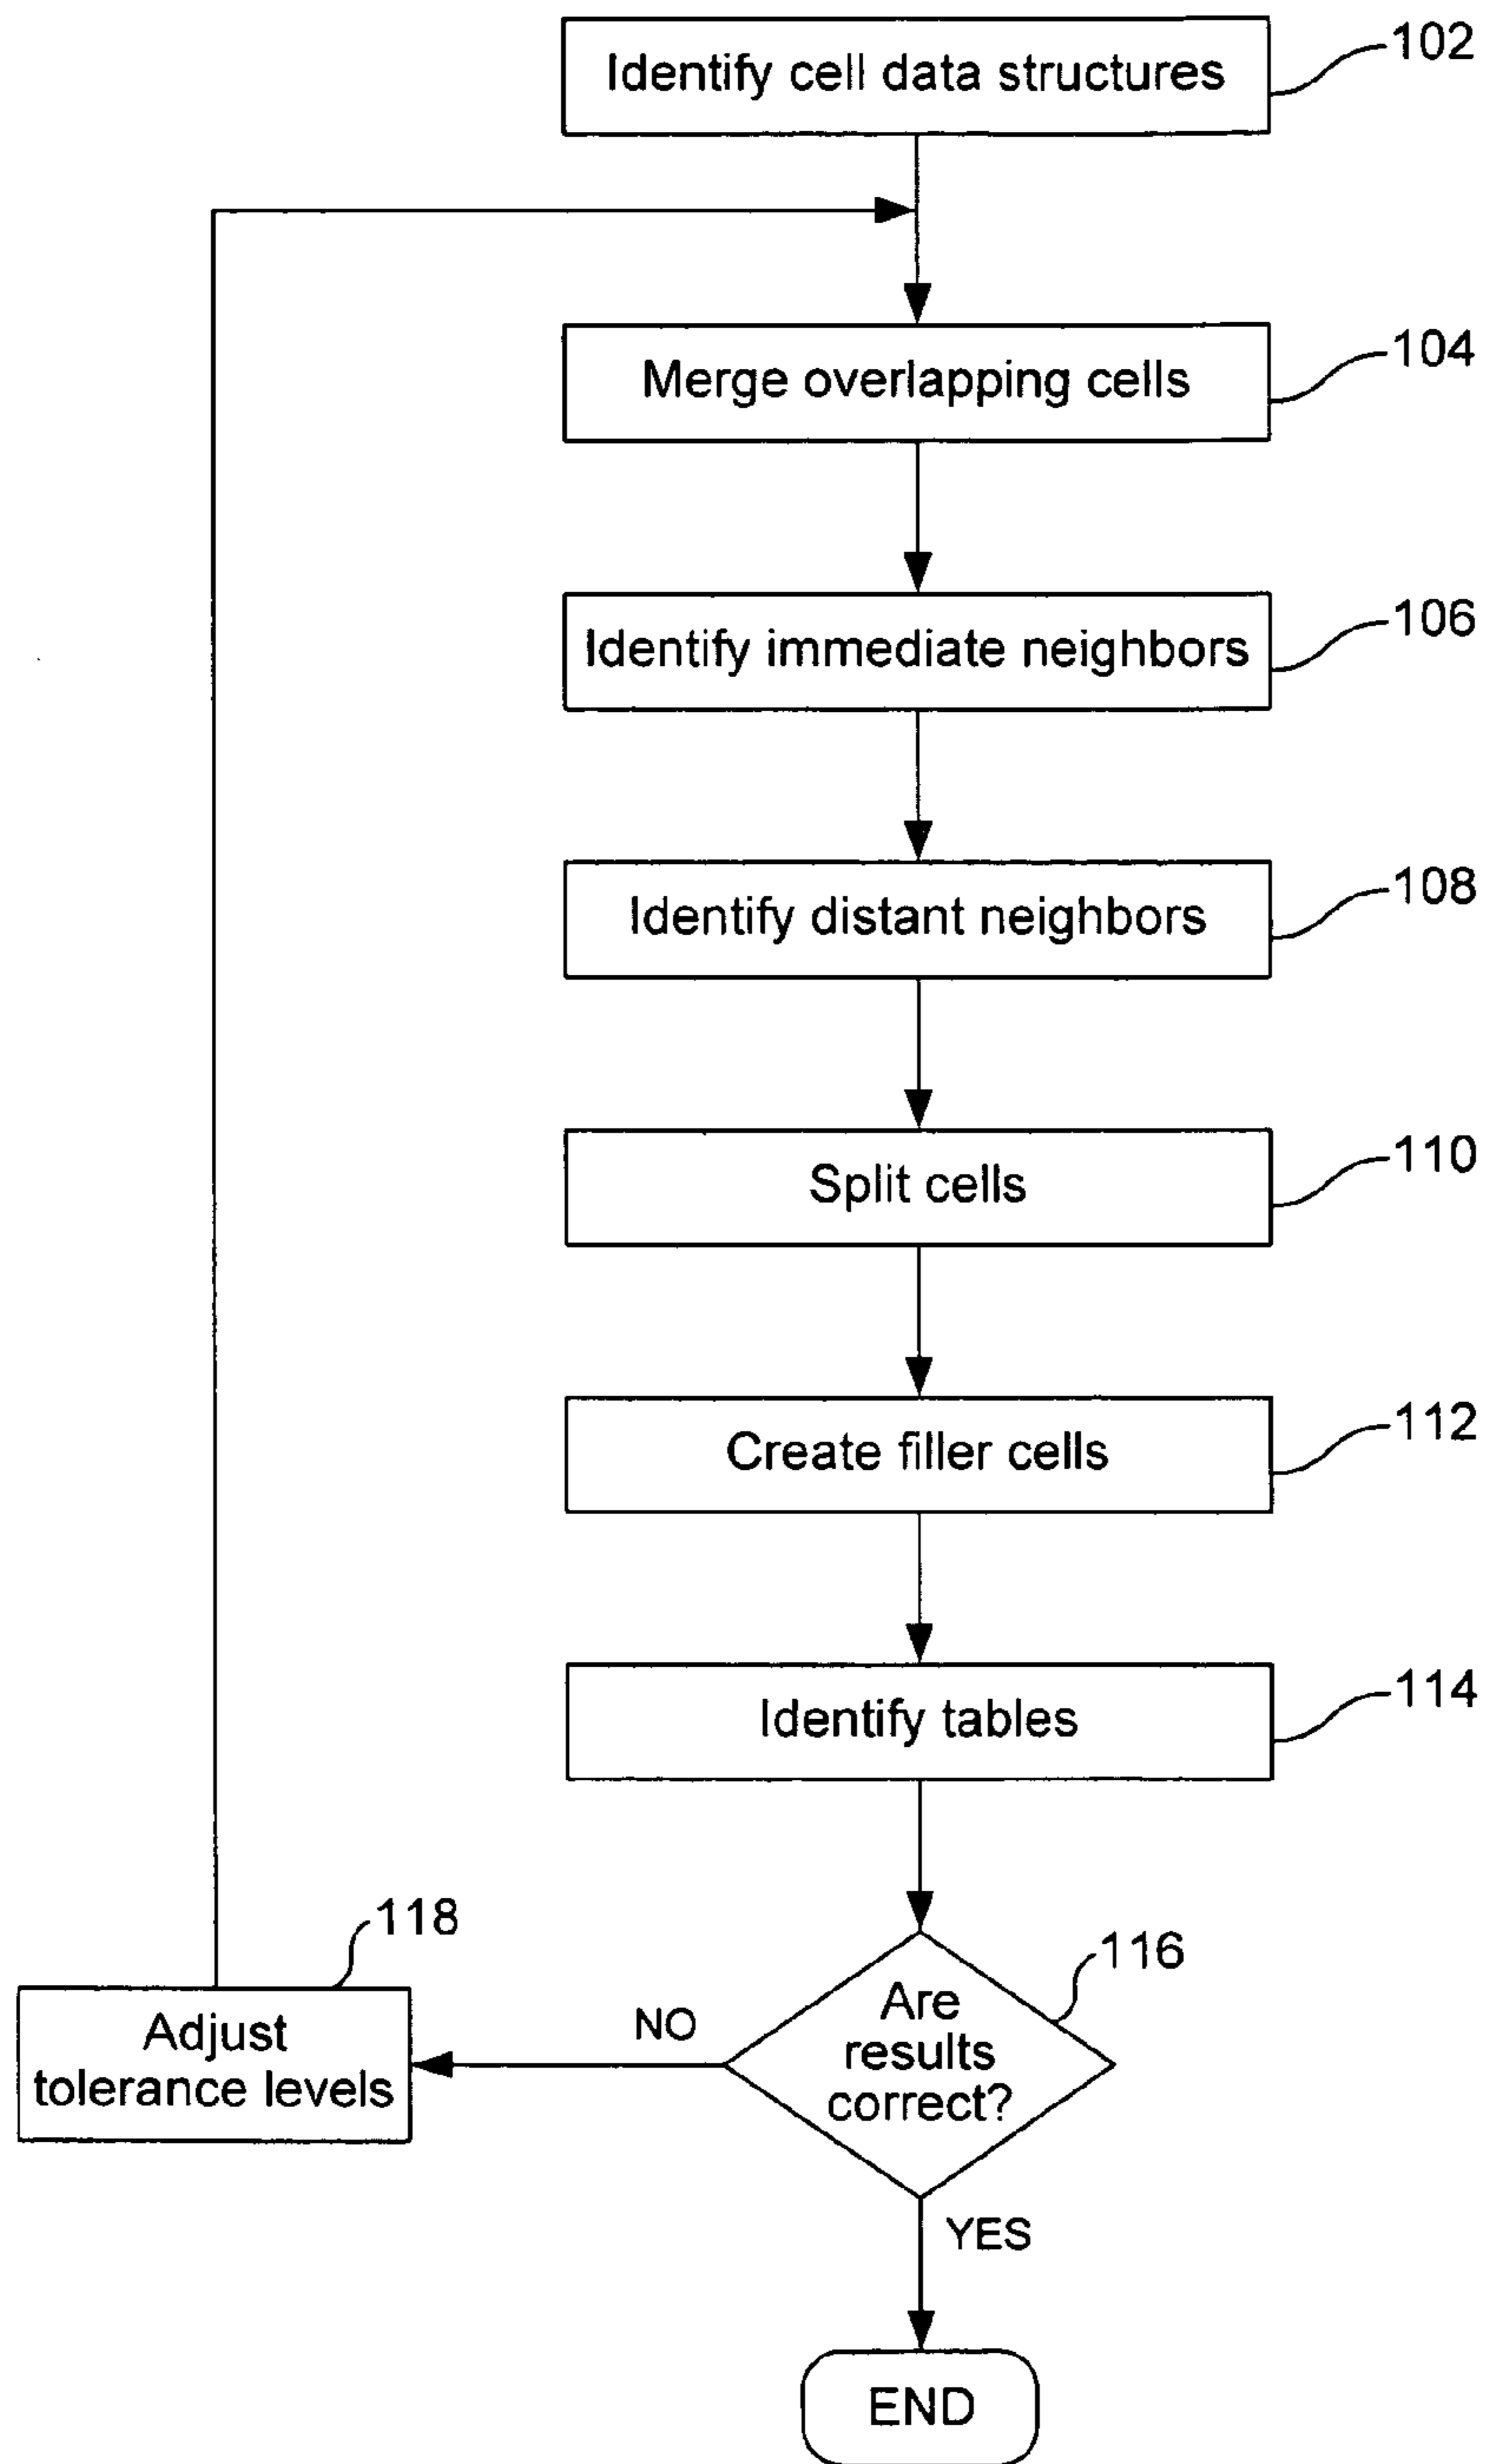 Identify cell data structures
102
Merge overlapping cells
104
Identify immediate neighbors
106
Identify distant neighbors
108
Split cells
110
Create filler cells
112
Identify tables
114
118
116
Adjust
tolerance levels
NO
Are
results
correct?
YES
END